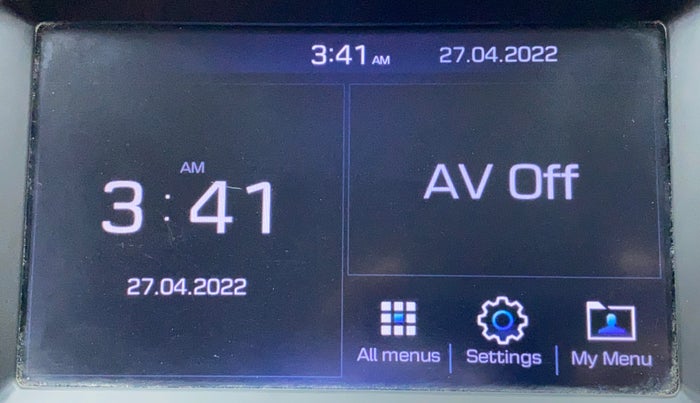 3:41 AM 27.04.2022
AM
3:41
27.04.2022
AV Off
All menus
Settings
My Menu